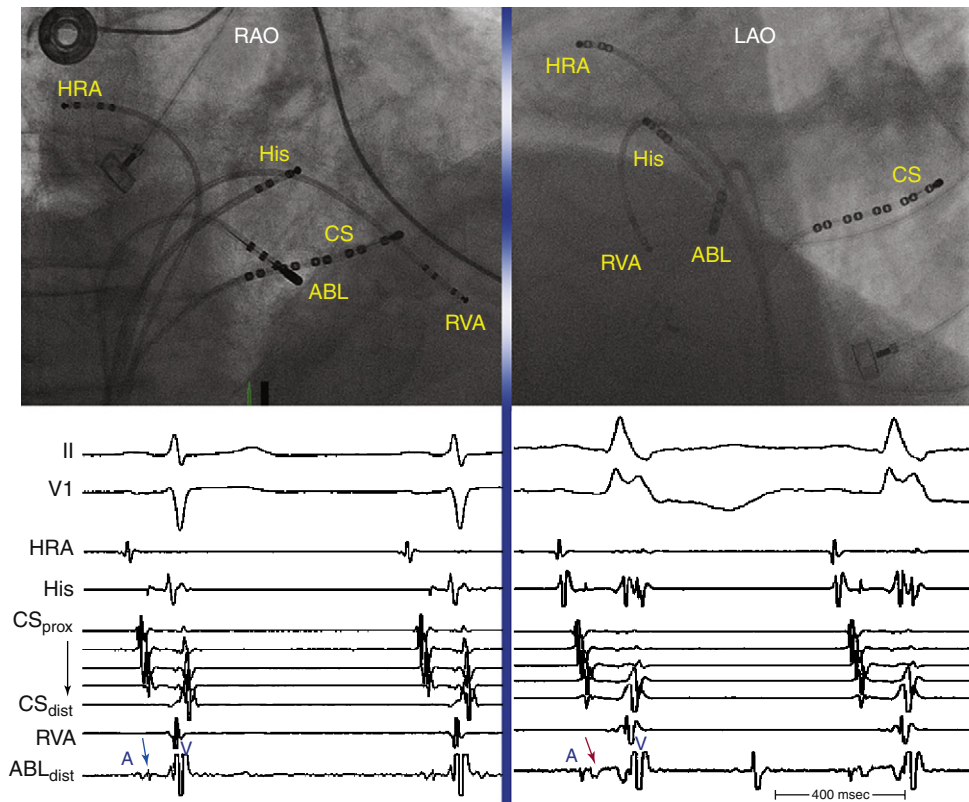 RAO
HRA
His
CS
ABL
RVA
LAO
HRA
His
CS
RVA
ABL
II
V1
HRA
His
CSprox
CSdist
RVA
A
V
ABLdist
A
V
400 msec